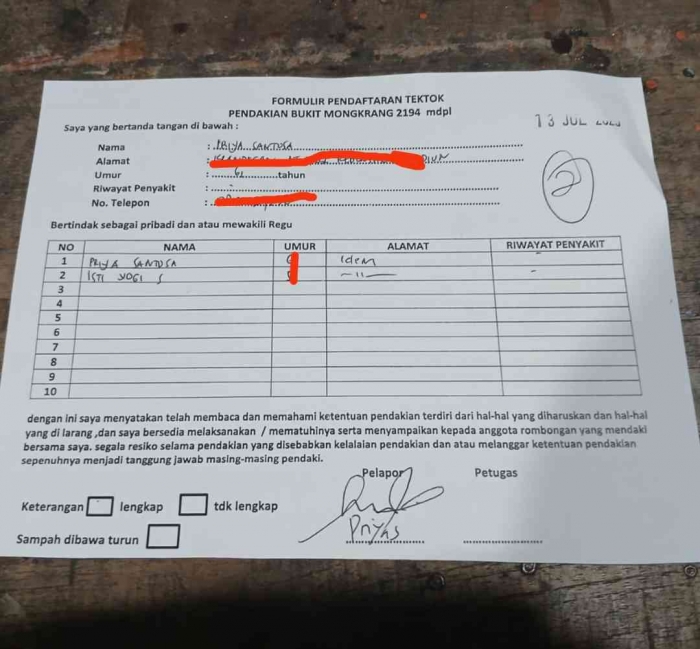 FORMULIR PENDAFTARAN TEKTOK
PENDAKIAN BUKIT MONGKRANG 2194 mdpl
13 JUL
Saya yang bertanda tangan di bawah :
Nama : PRIYA SANTOSA
Alamat :
Umur : 61 tahun
Riwayat Penyakit : -
No. Telepon :
2
Bertindak sebagai pribadi dan atau mewakili Regu
NO NAMA UMUR ALAMAT RIWAYAT PENYAKIT
1 PRIYA SANTOSA idem
2 ISTI YOGI S —11— -
3
4
5
6
7
8
9
10
dengan ini saya menyatakan telah membaca dan memahami ketentuan pendakian terdiri dari hal-hal yang diharuskan dan hal-hal
yang di larang ,dan saya bersedia melaksanakan / mematuhinya serta menyampaikan kepada anggota rombongan yang mendaki
bersama saya. segala resiko selama pendakian yang disebabkan kelalaian pendakian dan atau melanggar ketentuan pendakian
sepenuhnya menjadi tanggung jawab masing-masing pendaki.
Pelapor Petugas
Keterangan lengkap tdk lengkap
Priyas
Sampah dibawa turun